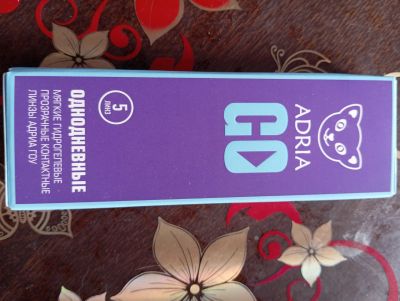 ADRIA
GO
5
ЛИНЗ
ОДНОДНЕВНЫЕ
МЯГКИЕ ГИДРОГЕЛЕВЫЕ
ПРОЗРАЧНЫЕ КОНТАКТНЫЕ
ЛИНЗЫ АДРИА ГОУ